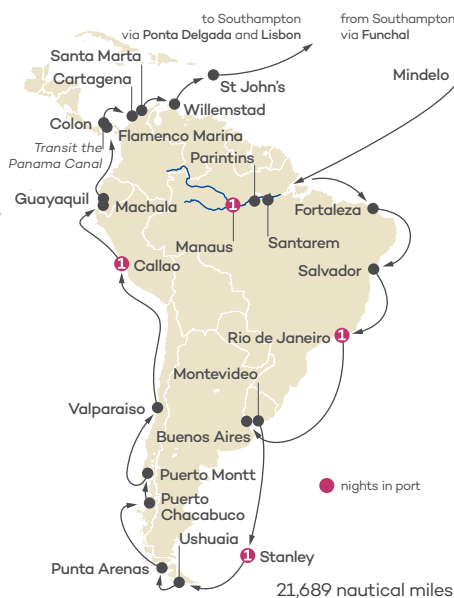 to Southampton
via Ponta Delgada and Lisbon
from Southampton
via Funchal
Santa Marta
Cartagena
St John's
Mindelo
Willemstad
Colon
Flamenco Marina
Transit the
Panama Canal
Parintins
Guayaquil
Machala
1
Fortaleza
Manaus
Santarem
1
Callao
Salvador
Rio de Janeiro
1
Montevideo
Valparaiso
Buenos Aires
Puerto Montt
nights in port
Puerto
Chacabuco
Ushuaia
1
Stanley
Punta Arenas
21,689 nautical miles